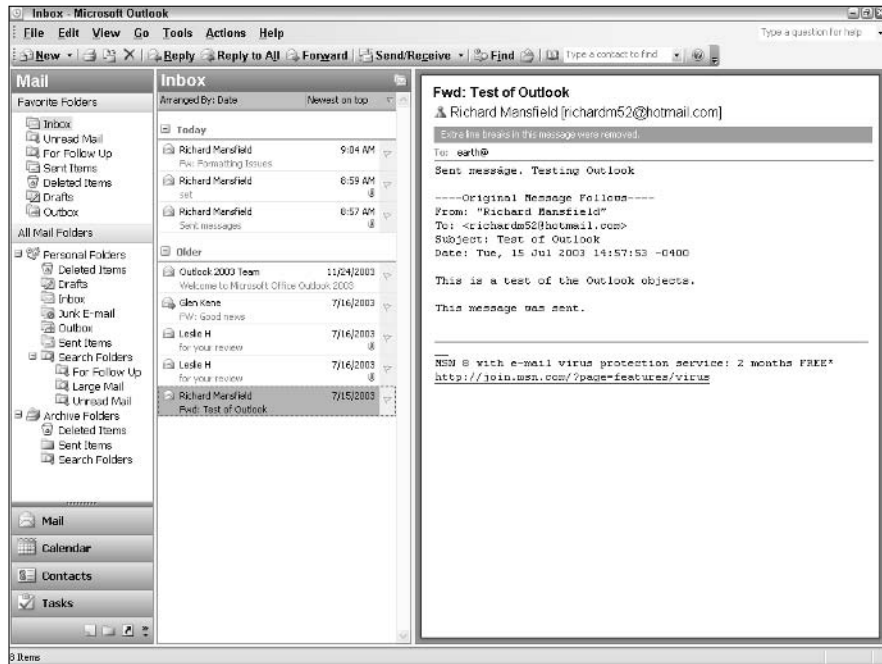 Inbox - Microsoft Outlook
File Edit View Go Tools Actions Help
Type a question for help
New Reply Reply to All Forward Send/Receive Find Type a contact to find
Mail
Favorite Folders
Inbox
Unread Mail
For Follow Up
Sent Items
Deleted Items
Drafts
Outbox
All Mail Folders
Personal Folders
Deleted Items
Drafts
Inbox
Junk E-mail
Outbox
Sent Items
Search Folders
For Follow Up
Large Mail
Unread Mail
Archive Folders
Deleted Items
Sent Items
Search Folders
Mail
Calendar
Contacts
Tasks
Inbox
Arranged By: Date Newest on top
Today
Richard Mansfield 9:04 AM
Fw: Formatting Issues
Richard Mansfield 8:59 AM
set
Richard Mansfield 8:57 AM
Sent messages
Older
Outlook 2003 Team 11/24/2003
Welcome to Microsoft Office Outlook 2003
Glen Kene 7/16/2003
FW: Good news
Leslie H 7/16/2003
for your review
Leslie H 7/16/2003
for your review
Richard Mansfield 7/15/2003
Fwd: Test of Outlook
Fwd: Test of Outlook
Richard Mansfield [richardm52@hotmail.com]
Extra line breaks in this message were removed.
To: earth@
Sent message. Testing Outlook
----Original Message Follows----
From: "Richard Mansfield"
To: <richardm52@hotmail.com>
Subject: Test of Outlook
Date: Tue, 15 Jul 2003 14:57:53 -0400
This is a test of the Outlook objects.
This message was sent.
MSN 8 with e-mail virus protection service: 2 months FREE*
http://join.msn.com/?page=features/virus
8 Items